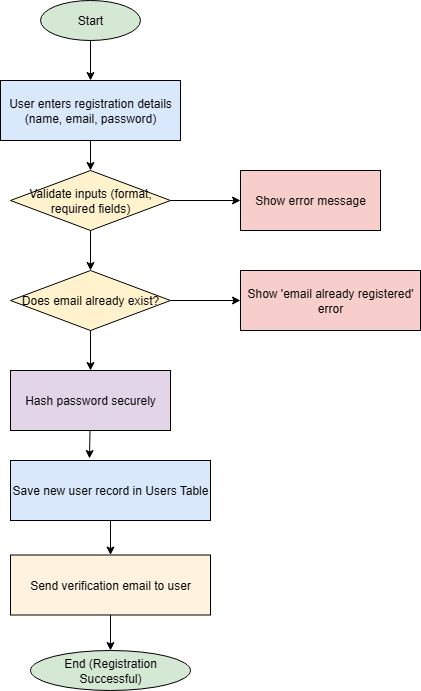 Start
User enters registration details
(name, email, password)
Validate inputs (format,
required fields)
Show error message
Does email already exist?
Show 'email already registered'
error
Hash password securely
Save new user record in Users Table
Send verification email to user
End (Registration
Successful)